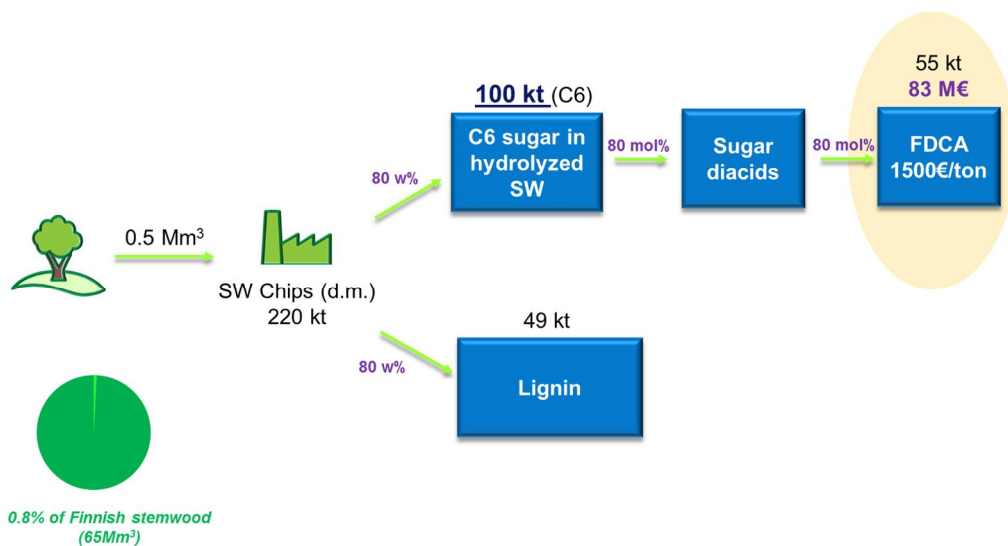 55 kt
83 M€
100 kt (C6)
C6 sugar in
hydrolyzed
SW
80 mol%
Sugar
diacids
80 mol%
FDCA
1500€/ton
80 w%
0.5 Mm³
SW Chips (d.m.)
220 kt
49 kt
80 w%
Lignin
0.8% of Finnish stemwood
(65Mm³)